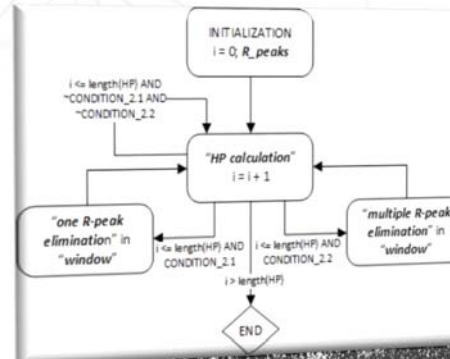 INITIALIZATION
i = 0; R_peaks
i <= length(HP) AND
~CONDITION_2.1 AND
~CONDITION_2.2
"HP calculation"
i = i + 1
"one R-peak
elimination" in
"window"
"multiple R-peak
elimination" in
"window"
i <= length(HP) AND
CONDITION_2.1
i <= length(HP) AND
CONDITION_2.2
i > length(HP)
END